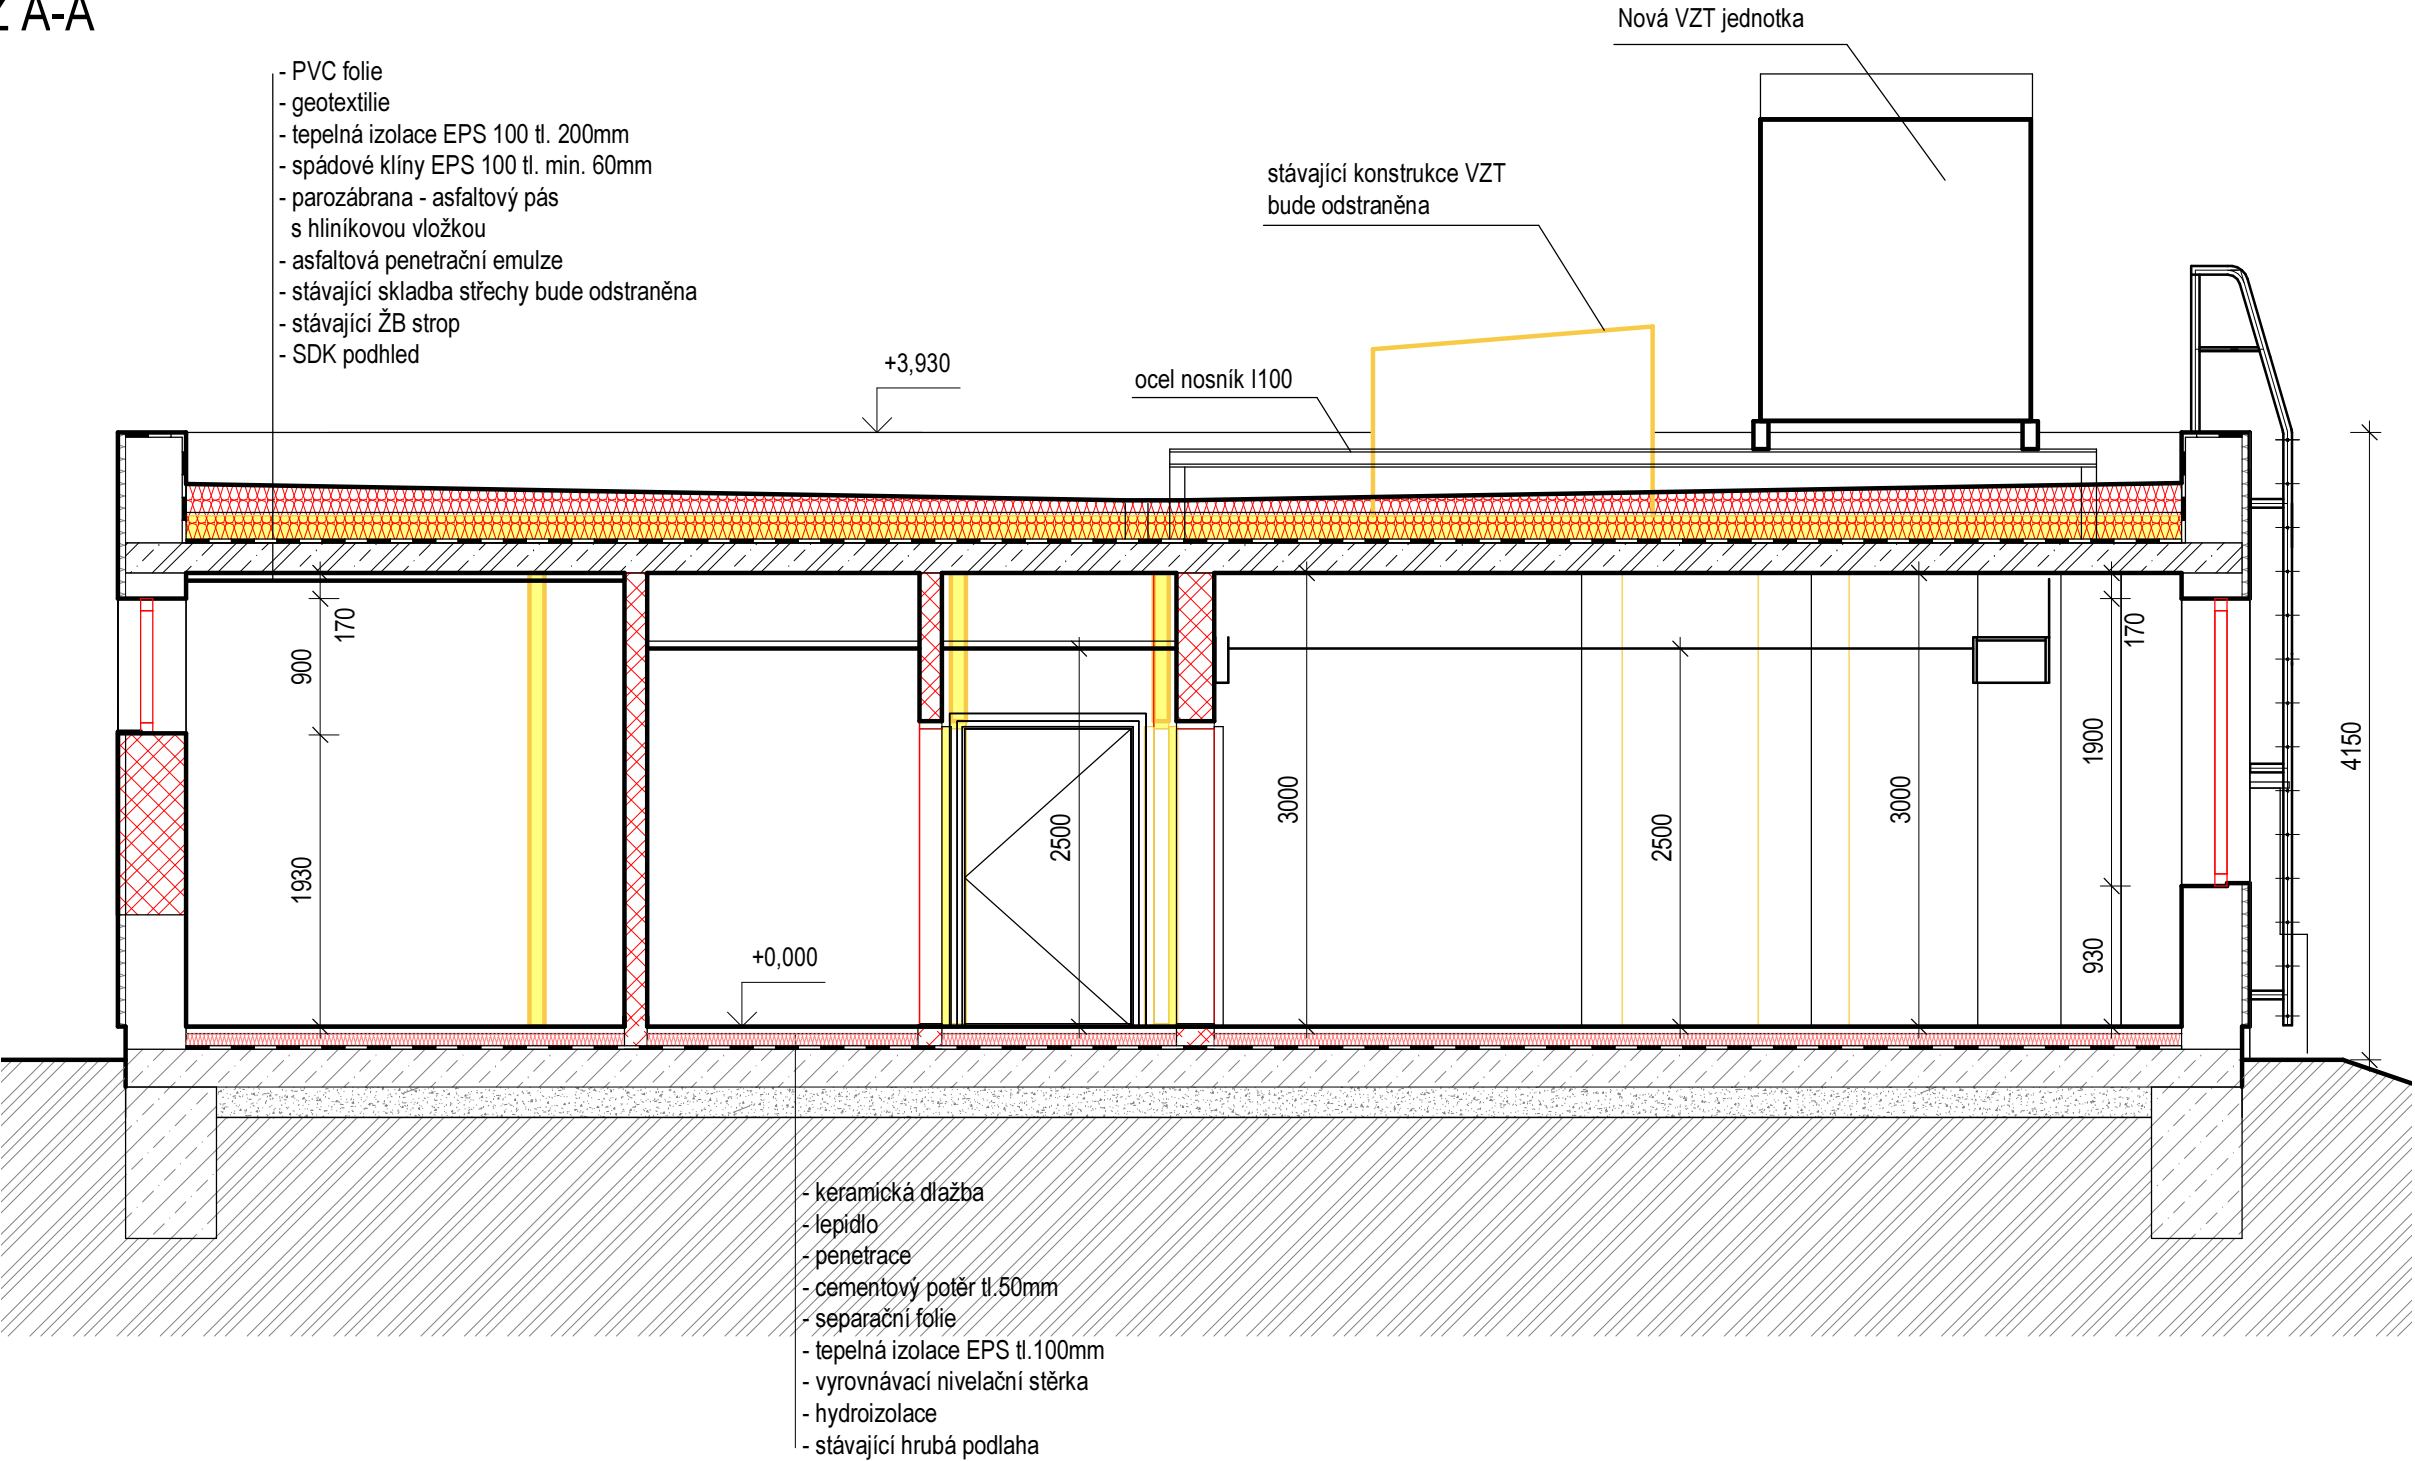 Z A-A
Nová VZT jednotka
- PVC folie
- geotextilie
- tepelná izolace EPS 100 tl. 200mm
- spádové klíny EPS 100 tl. min. 60mm
- parozábrana - asfaltový pás
s hliníkovou vložkou
- asfaltová penetrační emulze
- stávající skladba střechy bude odstraněna
- stávající ŽB strop
- SDK podhled
stávající konstrukce VZT
bude odstraněna
+3,930
ocel nosník I100
170
900
1930
+0,000
2500
3000
2500
3000
170
1900
930
4150
- keramická dlažba
- lepidlo
- penetrace
- cementový potěr tl.50mm
- separační folie
- tepelná izolace EPS tl.100mm
- vyrovnávací nivelační stěrka
- hydroizolace
- stávající hrubá podlaha